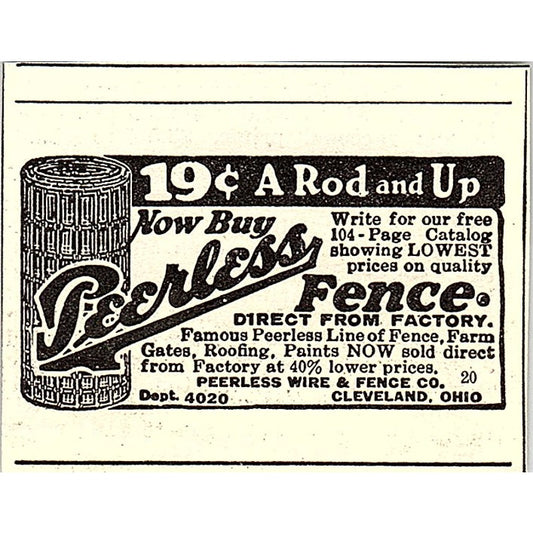 19¢ A Rod and Up
Now Buy
Peerless
Write for our free
104-Page Catalog
showing LOWEST
prices on quality
Fence.
DIRECT FROM FACTORY.
Famous Peerless Line of Fence, Farm
Gates, Roofing, Paints NOW sold direct
from Factory at 40% lower prices.
PEERLESS WIRE & FENCE CO. 20
Dept. 4020 CLEVELAND, OHIO